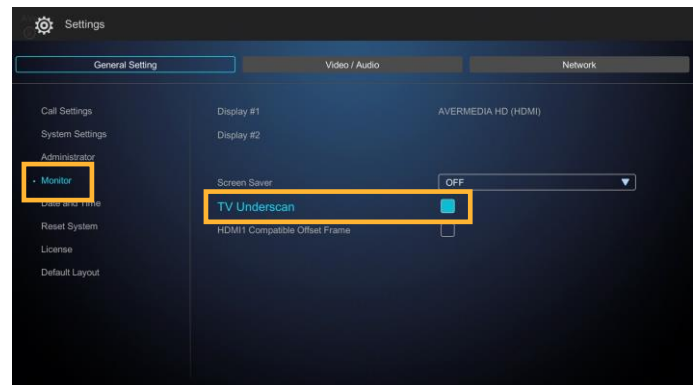 Settings
General Setting
Video / Audio
Network
Call Settings
System Settings
Administrator
Monitor
Date and Time
Reset System
License
Default Layout
Display #1
AVERMEDIA HD (HDMI)
Display #2
Screen Saver
OFF
TV Underscan
HDMI1 Compatible Offset Frame